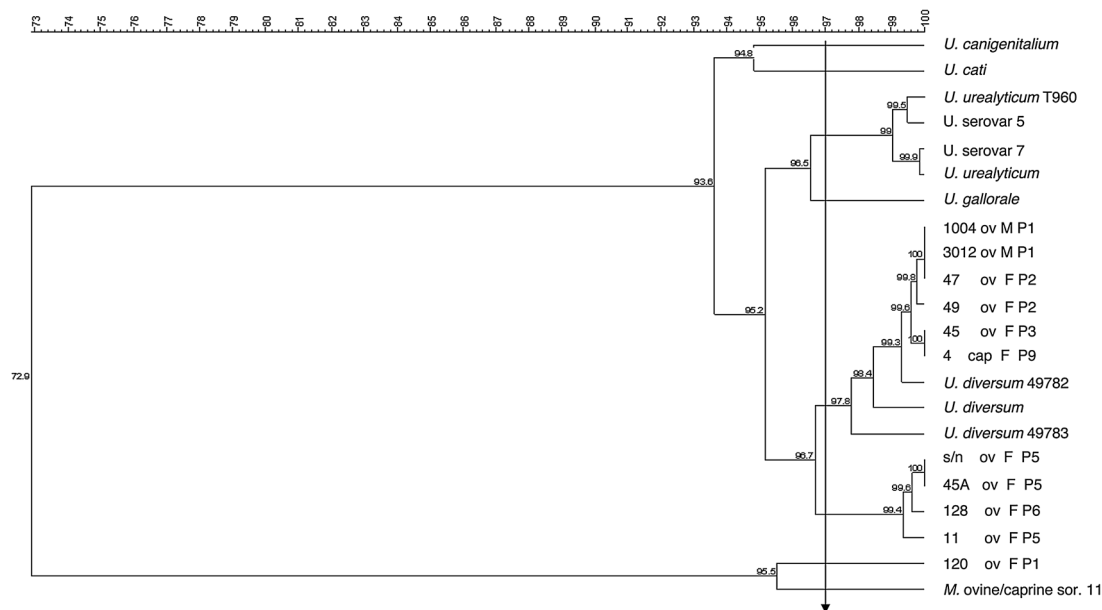 73 74 75 76 77 78 79 80 81 82 83 84 85 86 87 88 89 90 91 92 93 94 95 96 97 98 99 100
U. canigenitalium
94.8
U. cati
U. urealyticum T960
99.5
U. serovar 5
99
U. serovar 7
99.9
U. urealyticum
96.5
93.6
U. gallorale
1004 ov M P1
3012 ov M P1
100
47 ov F P2
99.8
49 ov F P2
99.6
95.2
45 ov F P3
100
99.3
4 cap F P9
72.9
98.4
U. diversum 49782
97.8
U. diversum
U. diversum 49783
96.7
s/n ov F P5
100
45A ov F P5
99.6
128 ov F P6
99.4
11 ov F P5
120 ov F P1
95.5
M. ovine/caprine sor. 11